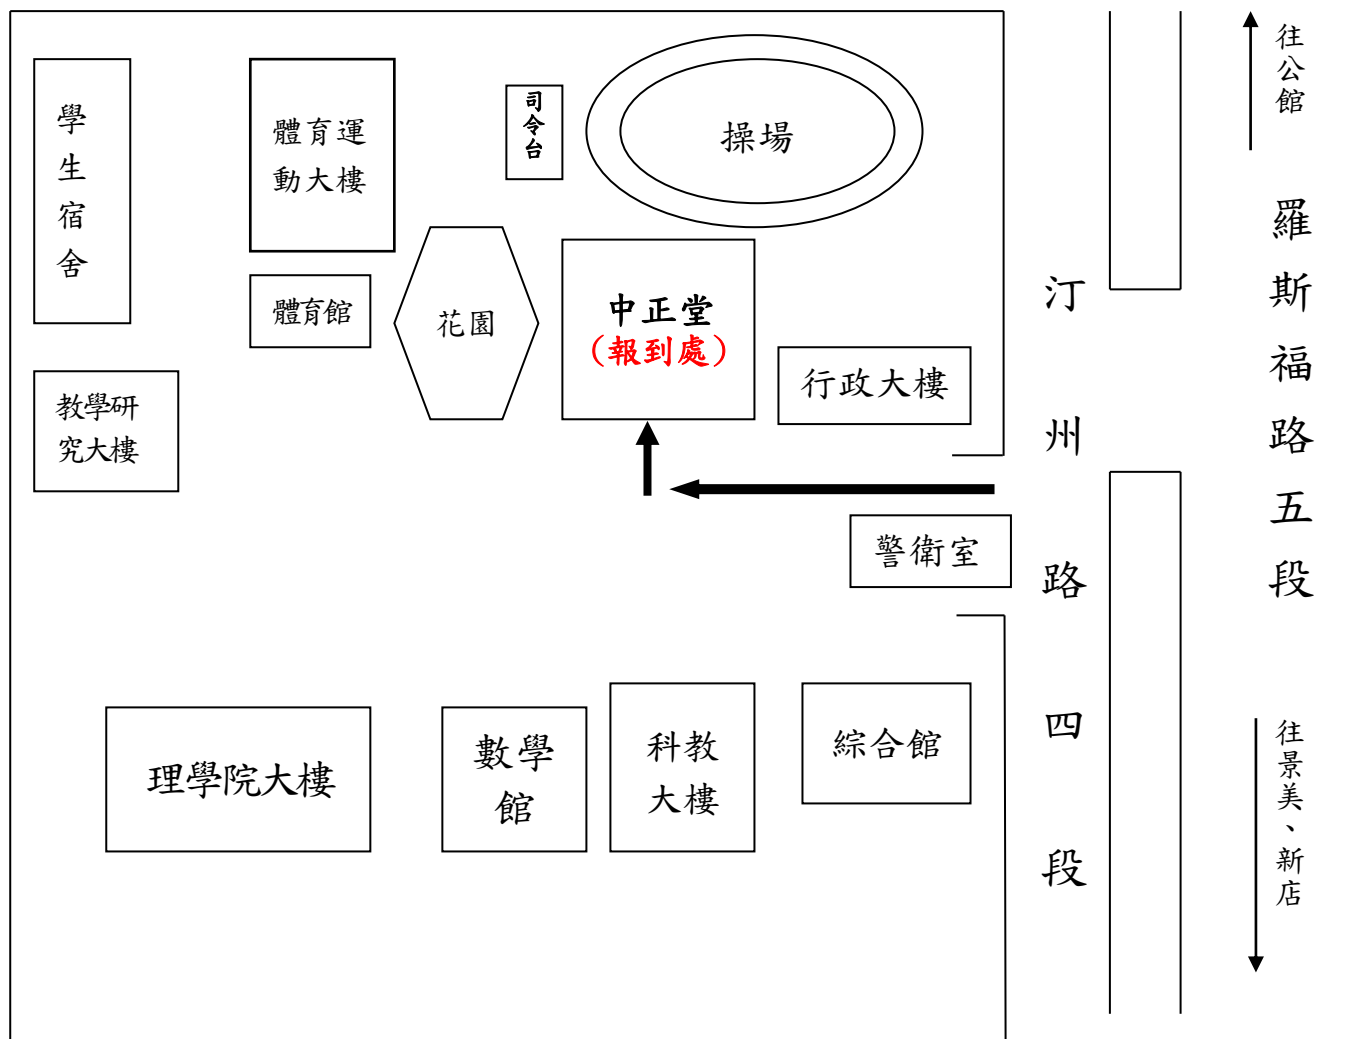 學生宿舍
體育運
動大樓
司令台
操場
往公館
羅斯福路五段
汀州路四段
體育館
花園
中正堂
（報到處）
行政大樓
教學研
究大樓
警衛室
理學院大樓
數學
館
科教
大樓
綜合館
往景美、新店